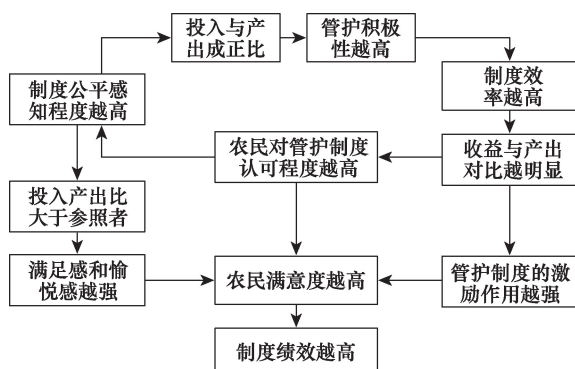 投入与产
出成正比
管护积极
性越高
制度公平感
知程度越高
制度效
率越高
农民对管护制度
认可程度越高
收益与产出
对比越明显
投入产出比
大于参照者
满足感和愉
悦感越强
农民满意度越高
管护制度的激
励作用越强
制度绩效越高